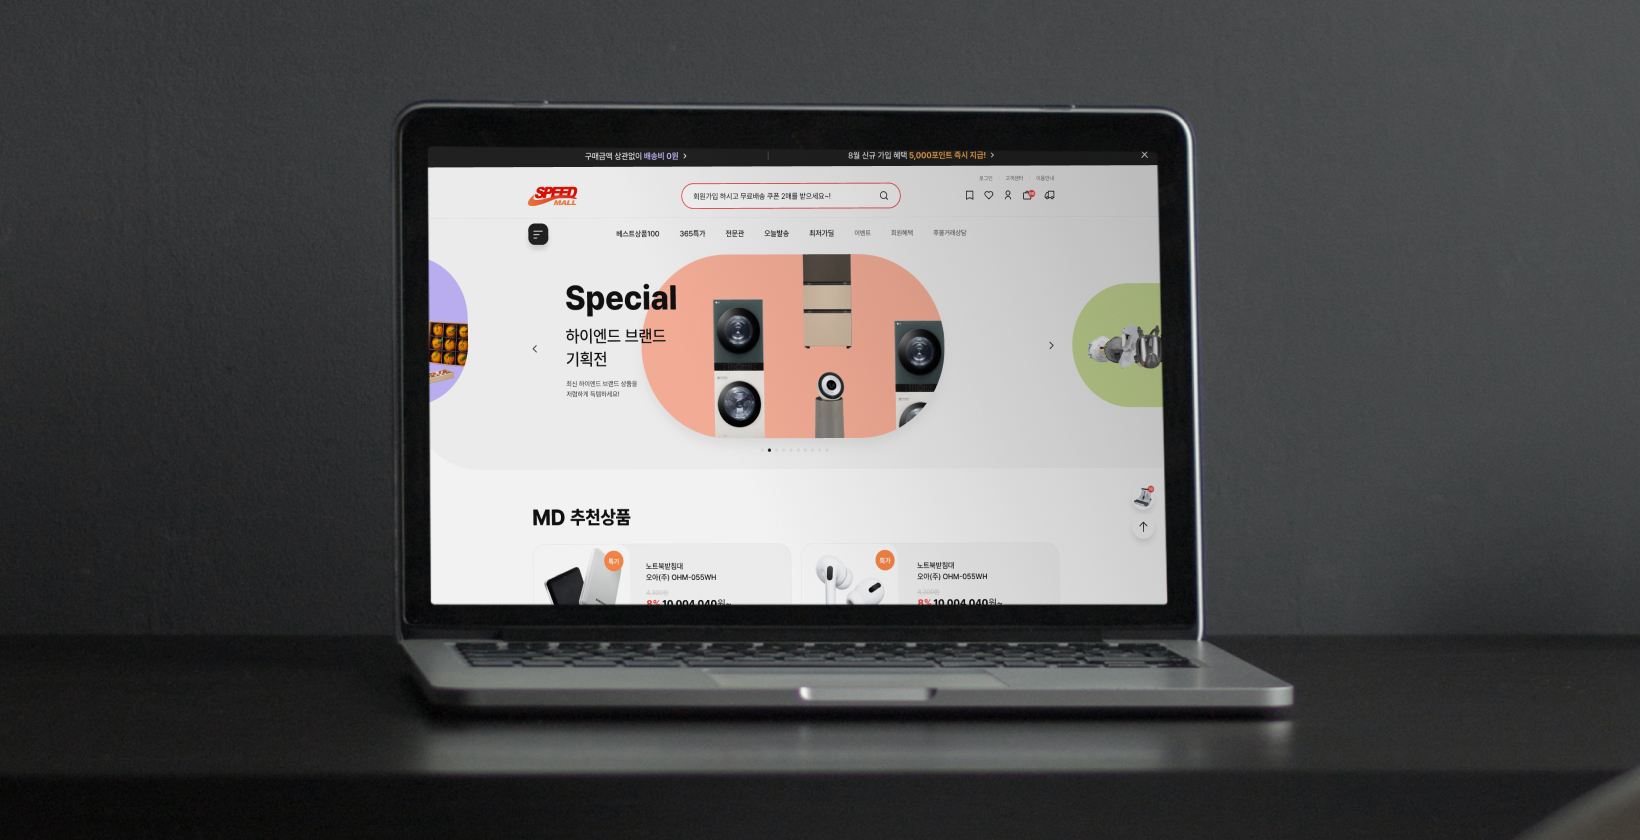 구매금액 상관없이 배송비 0원
8월 신규 가입 혜택 5,000포인트 즉시 지급!
로그인 고객센터 이용안내
SPEED
MALL
회원가입 하시고 무료배송 쿠폰 2매를 받으세요~!
베스트상품100 365특가 전문관 오늘발송 최저가딜 이벤트 회원혜택 후불거래상담
Special
하이엔드 브랜드
기획전
최신 하이엔드 브랜드 상품을
저렴하게 득템하세요!
MD 추천상품
특가
노트북받침대
오아(주) OHM-055WH
8% 10,004,040원~
특가
노트북받침대
오아(주) OHM-055WH
8% 10,004,040원~